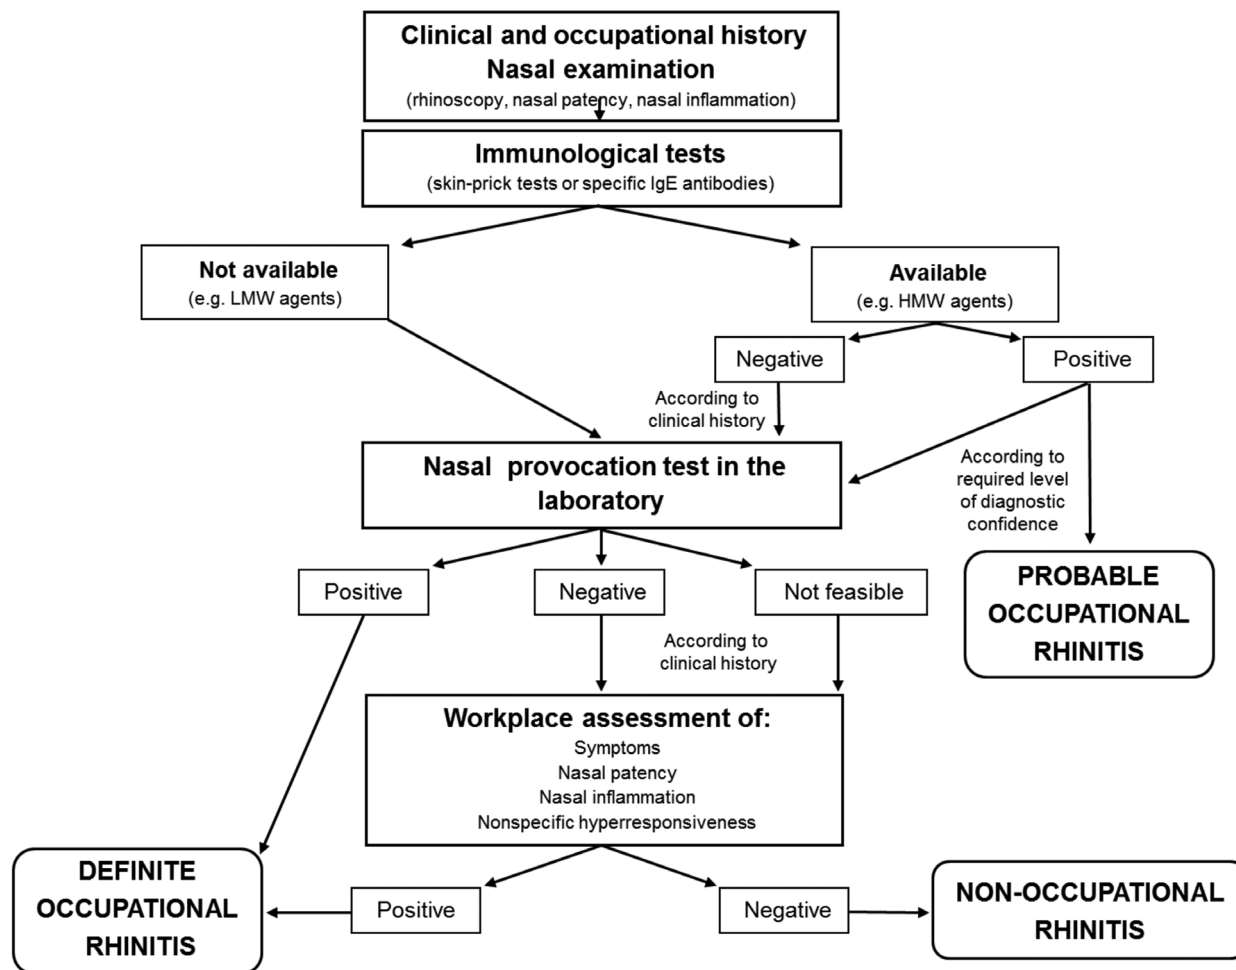 Clinical and occupational history
Nasal examination
(rhinoscopy, nasal patency, nasal inflammation)
Immunological tests
(skin-prick tests or specific IgE antibodies)
Not available
(e.g. LMW agents)
Available
(e.g. HMW agents)
Negative
Positive
According to
clinical history
Nasal provocation test in the
laboratory
According to
required level
of diagnostic
confidence
Positive
Negative
Not feasible
PROBABLE
OCCUPATIONAL
RHINITIS
According to
clinical history
Workplace assessment of:
Symptoms
Nasal patency
Nasal inflammation
Nonspecific hyperresponsiveness
DEFINITE
OCCUPATIONAL
RHINITIS
Positive
Negative
NON-OCCUPATIONAL
RHINITIS